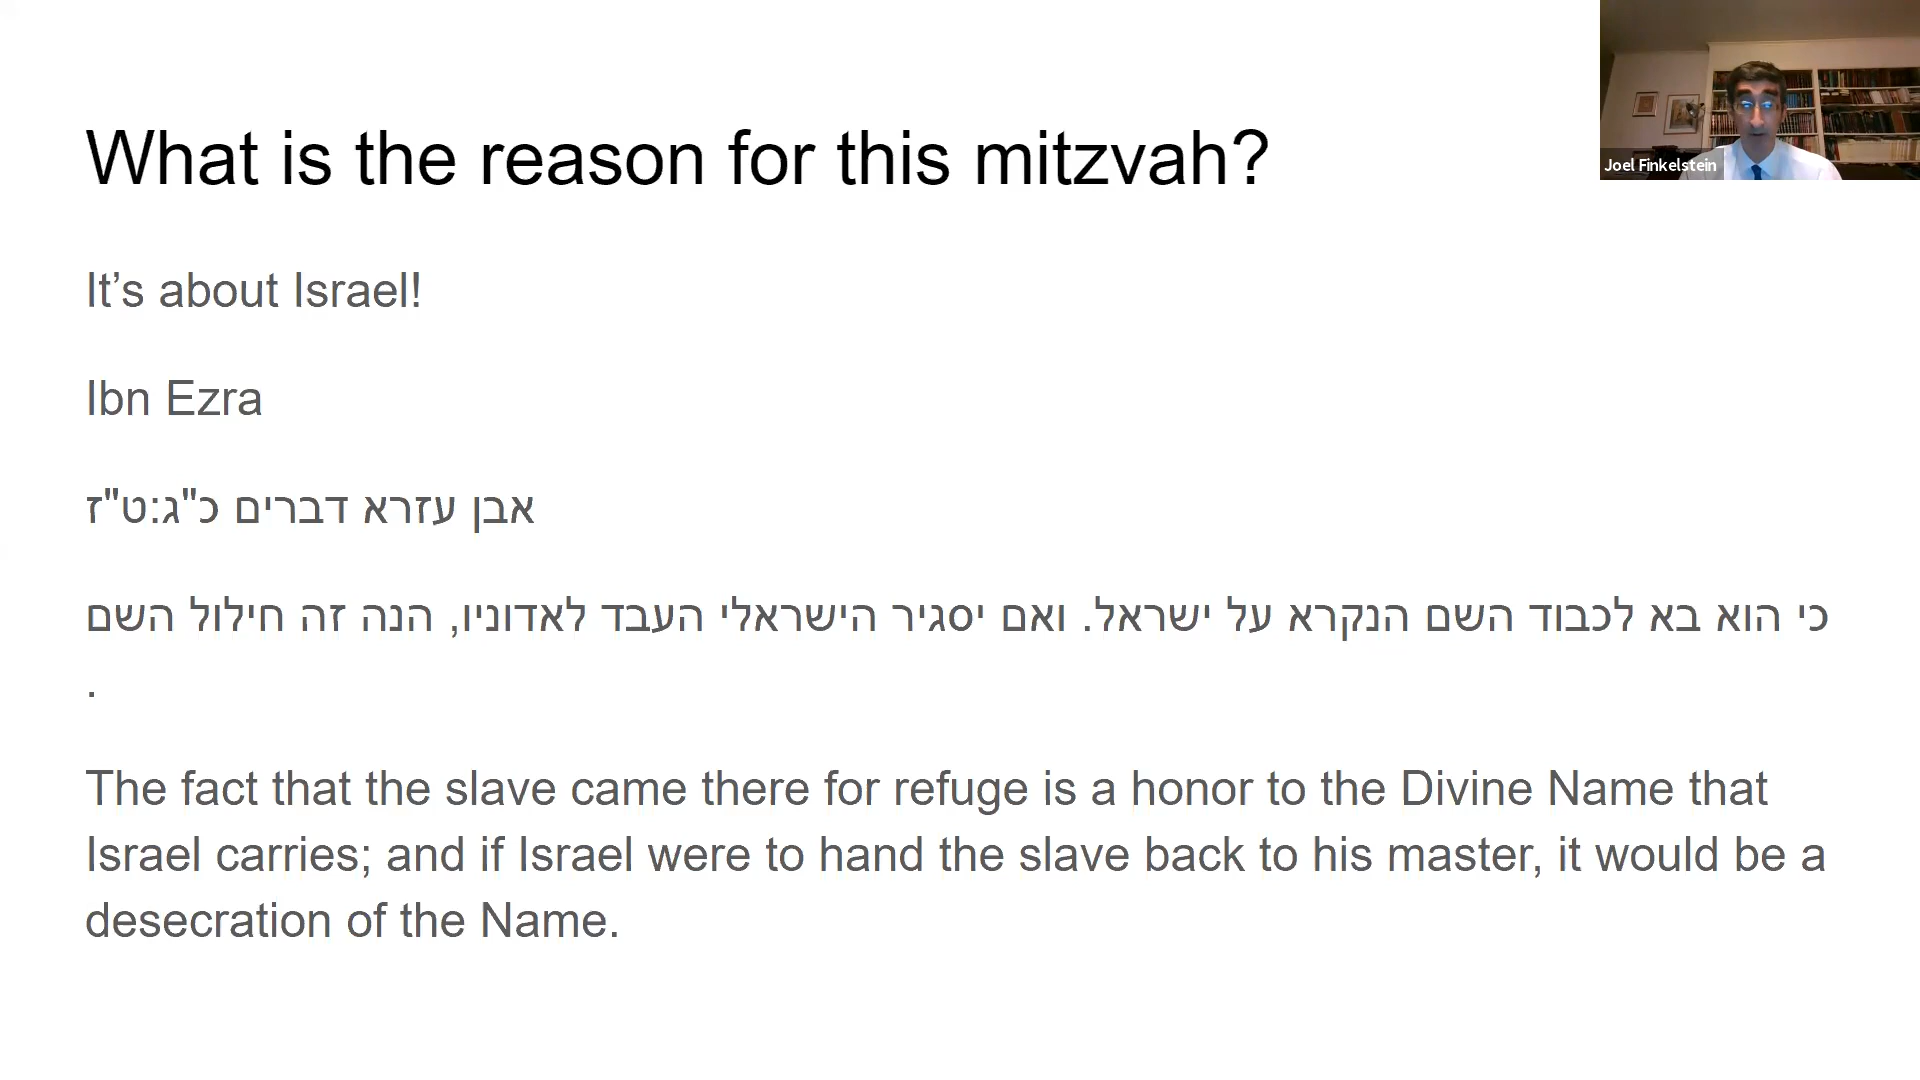 What is the reason for this mitzvah?
Joel Finkelstein
It’s about Israel!
Ibn Ezra
אבן עזרא דברים כ"ג:ט"ז
כי הוא בא לכבוד השם הנקרא על ישראל. ואם יסגיר הישראלי העבד לאדוניו, הנה זה חילול השם
.
The fact that the slave came there for refuge is a honor to the Divine Name that
Israel carries; and if Israel were to hand the slave back to his master, it would be a
desecration of the Name.